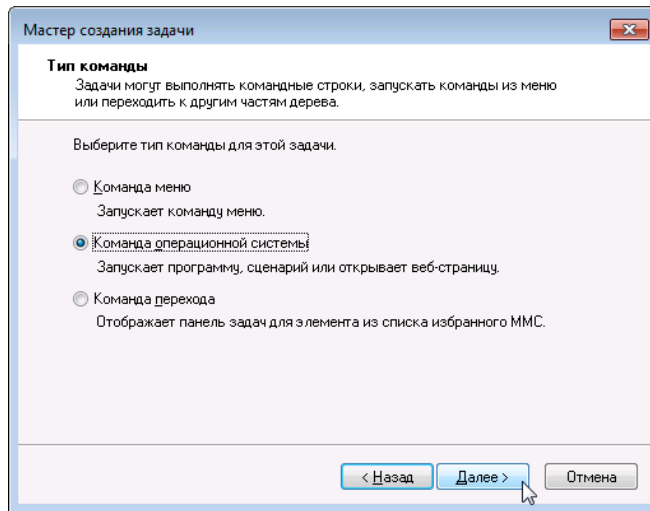 Мастер создания задачи
Тип команды
Задачи могут выполнять командные строки, запускать команды из меню
или переходить к другим частям дерева.
Выберите тип команды для этой задачи.
Команда меню
Запускает команду меню.
Команда операционной системы
Запускает программу, сценарий или открывает веб-страницу.
Команда перехода
Отображает панель задач для элемента из списка избранного MMC.
< Назад Далее > Отмена